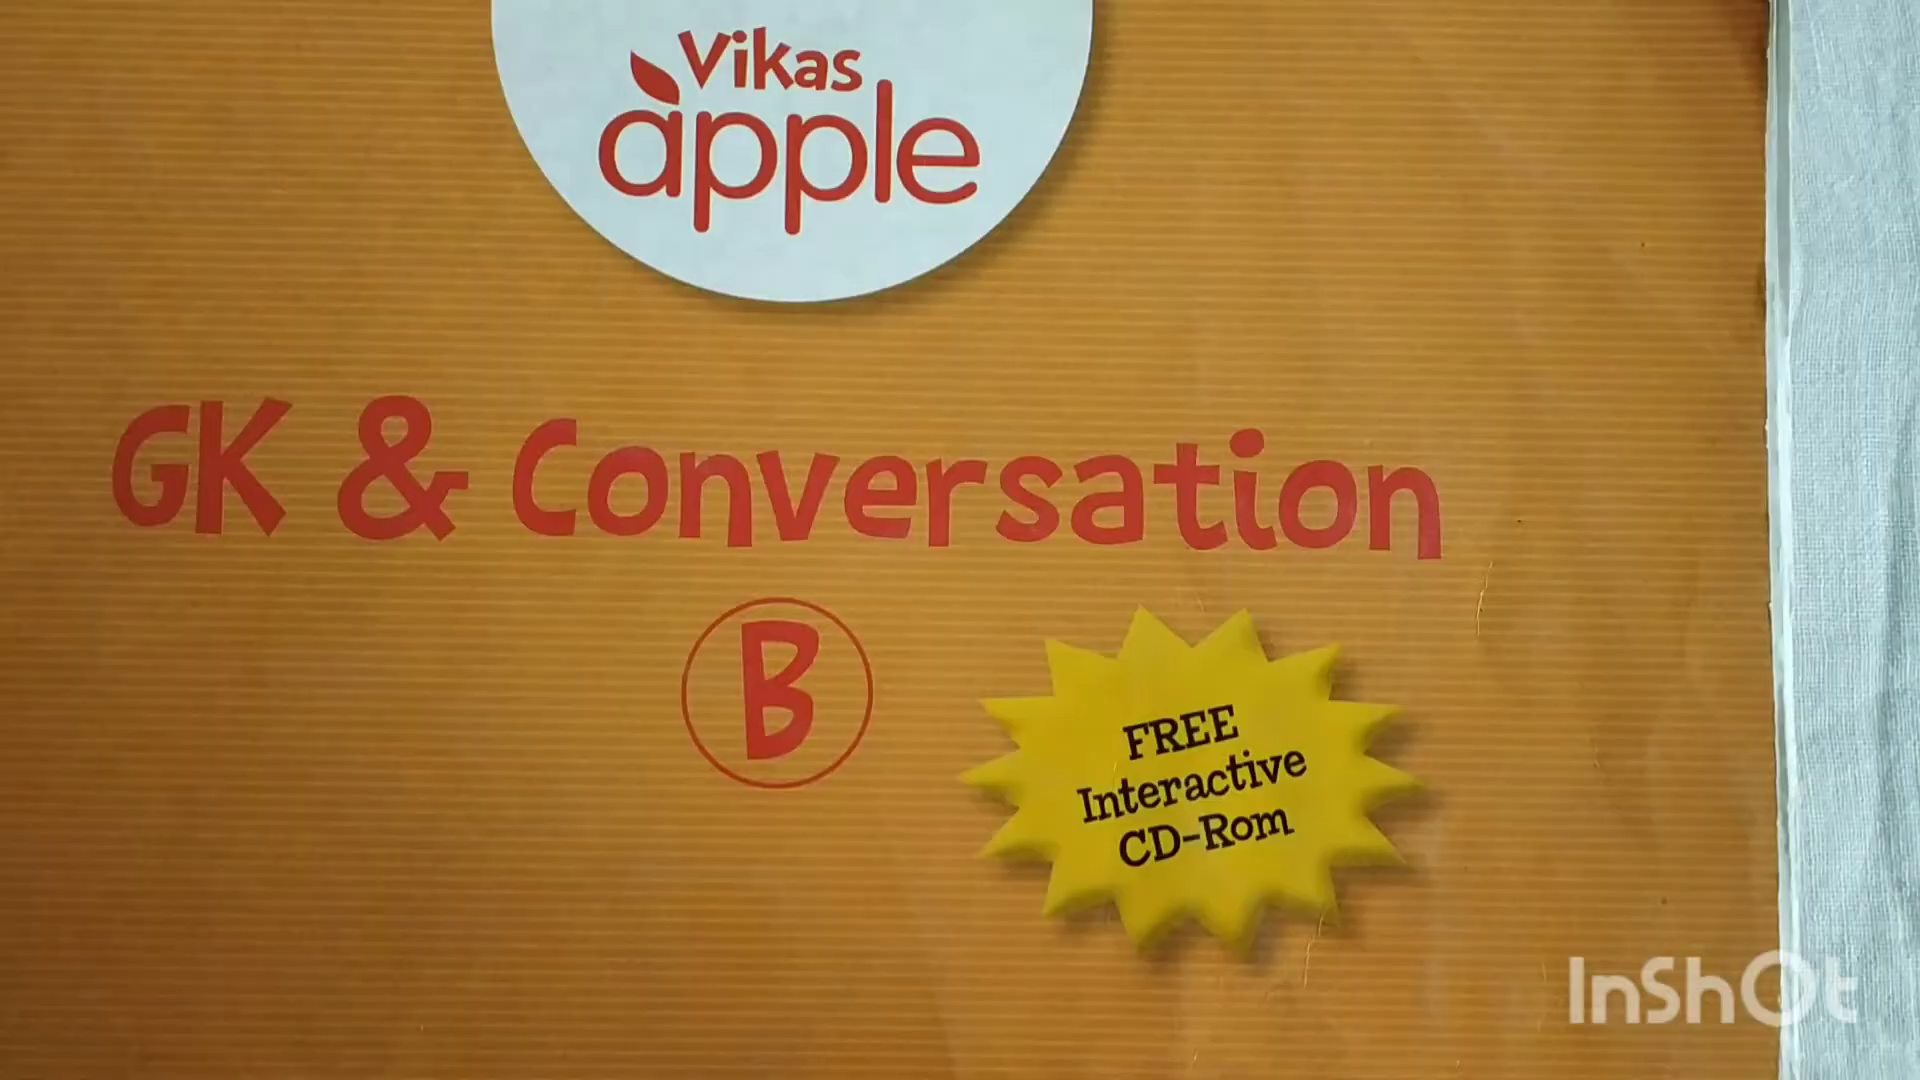 Vikas
apple
GK & Conversation
B
FREE
Interactive
CD-Rom
InShOt